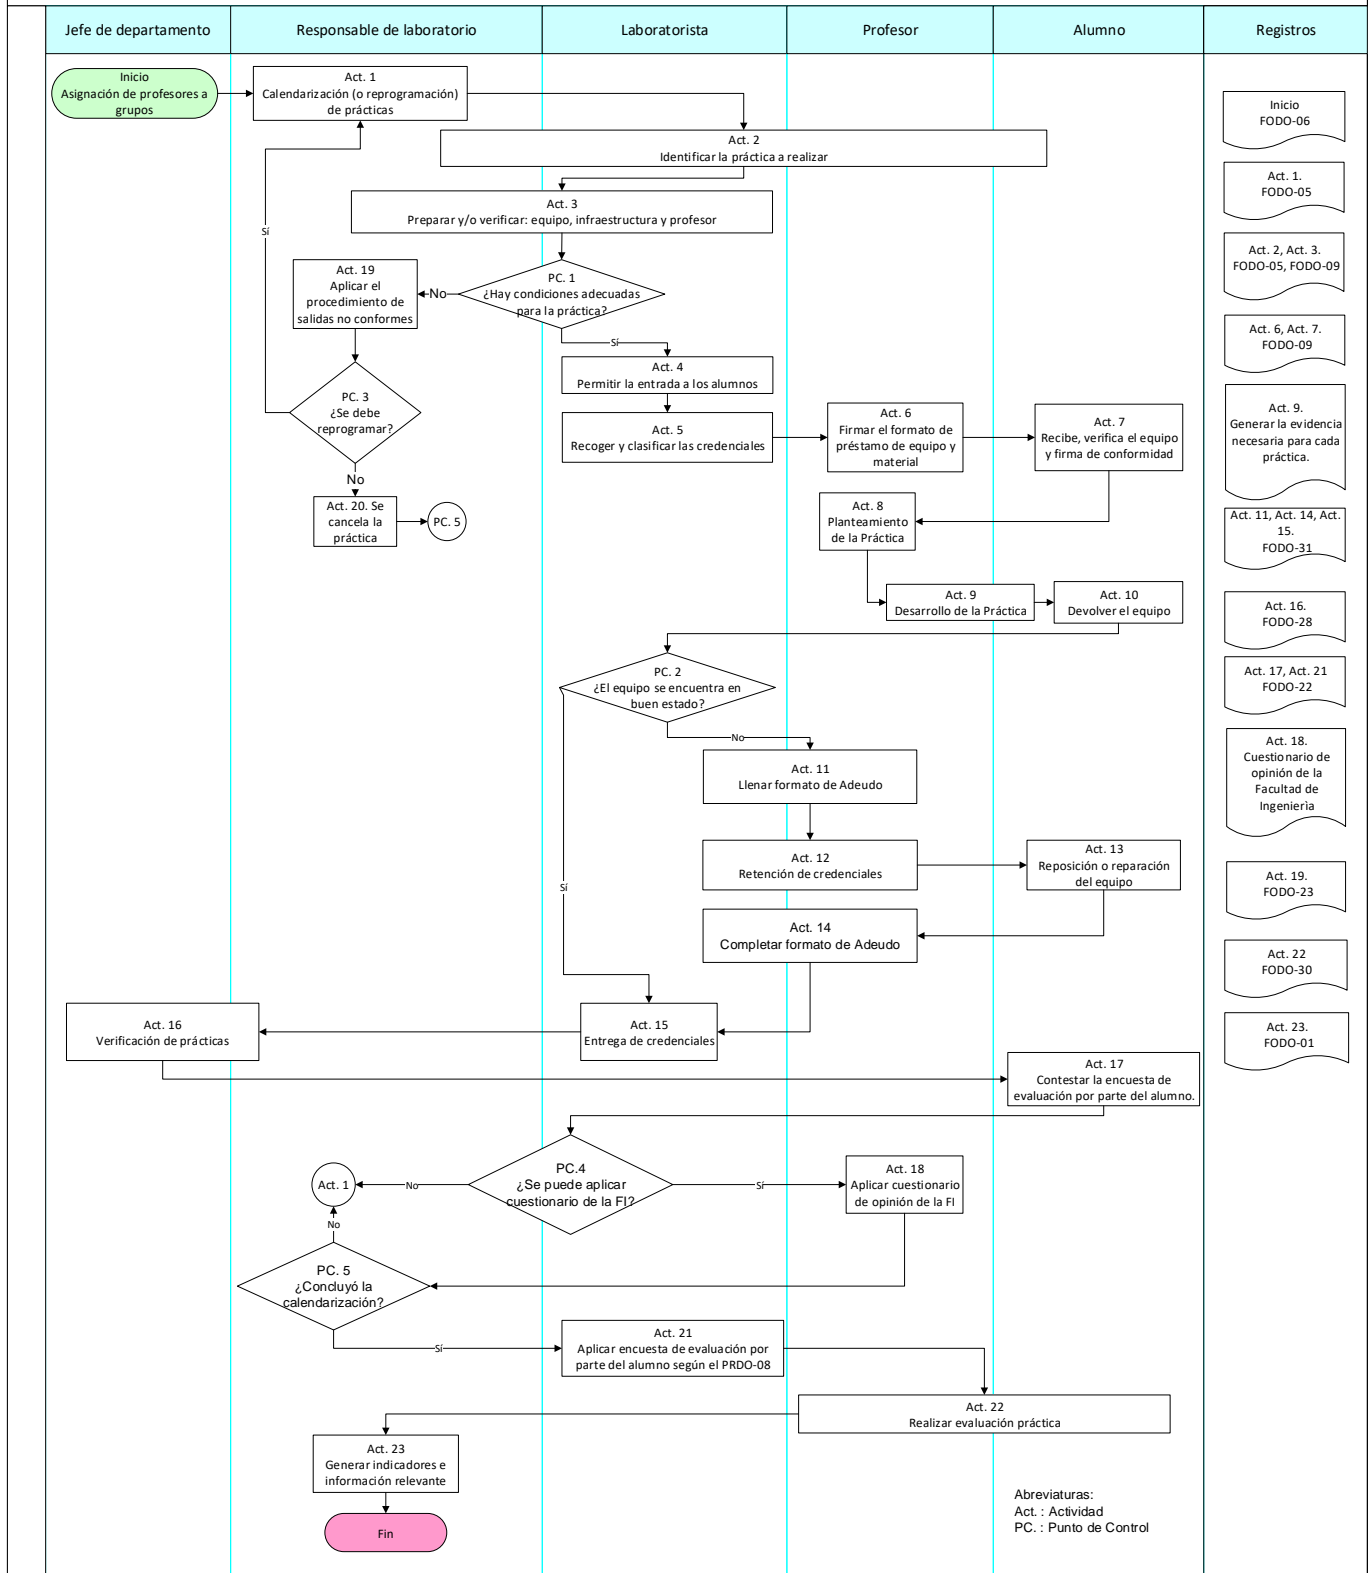 Jefe de departamento
Responsable de laboratorio
Laboratorista
Profesor
Alumno
Registros
Inicio
Asignación de profesores a
grupos
Act. 1
Calendarización (o reprogramación)
de prácticas
Inicio
FODO-06
Act. 2
Identificar la práctica a realizar
Act. 1.
FODO-05
Act. 3
Preparar y/o verificar: equipo, infraestructura y profesor
Sí
Act. 2, Act. 3.
FODO-05, FODO-09
Act. 19
Aplicar el
procedimiento de
salidas no conformes
No
PC. 1
¿Hay condiciones adecuadas
para la práctica?
Sí
Act. 6, Act. 7.
FODO-09
Act. 4
Permitir la entrada a los alumnos
PC. 3
¿Se debe
reprogramar?
Act. 5
Recoger y clasificar las credenciales
Act. 6
Firmar el formato de
préstamo de equipo y
material
Act. 7
Recibe, verifica el equipo
y firma de conformidad
Act. 9.
Generar la evidencia
necesaria para cada
práctica.
No
Act. 20. Se
cancela la
práctica
PC. 5
Act. 8
Planteamiento
de la Práctica
Act. 11, Act. 14, Act.
15.
FODO-31
Act. 9
Desarrollo de la Práctica
Act. 10
Devolver el equipo
Act. 16.
FODO-28
PC. 2
¿El equipo se encuentra en
buen estado?
Act. 17, Act. 21
FODO-22
No
Act. 11
Llenar formato de Adeudo
Act. 18.
Cuestionario de
opinión de la
Facultad de
Ingenierìa
Act. 12
Retención de credenciales
Act. 13
Reposición o reparación
del equipo
Act. 19.
FODO-23
Sí
Act. 14
Completar formato de Adeudo
Act. 22
FODO-30
Act. 16
Verificación de prácticas
Act. 15
Entrega de credenciales
Act. 23.
FODO-01
Act. 17
Contestar la encuesta de
evaluación por parte del alumno.
Act. 1
No
PC.4
¿Se puede aplicar
cuestionario de la FI?
Sí
Act. 18
Aplicar cuestionario
de opinión de la FI
No
PC. 5
¿Concluyó la
calendarización?
Sí
Act. 21
Aplicar encuesta de evaluación por
parte del alumno según el PRDO-08
Act. 22
Realizar evaluación práctica
Act. 23
Generar indicadores e
información relevante
Fin
Abreviaturas:
Act. : Actividad
PC. : Punto de Control